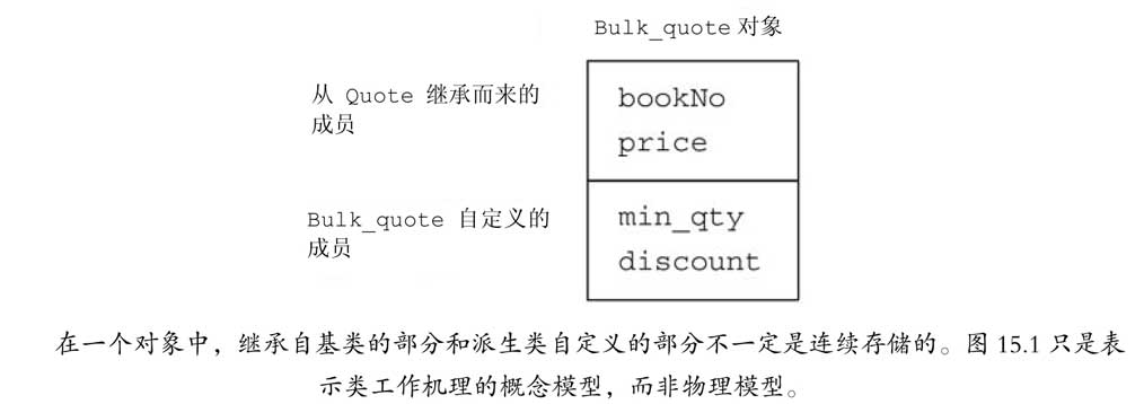 Bulk_quote 对象
从 Quote 继承而来的
成员
bookNo
price
Bulk_quote 自定义的
成员
min_qty
discount
在一个对象中，继承自基类的部分和派生类自定义的部分不一定是连续存储的。图 15.1 只是表
示类工作机理的概念模型，而非物理模型。